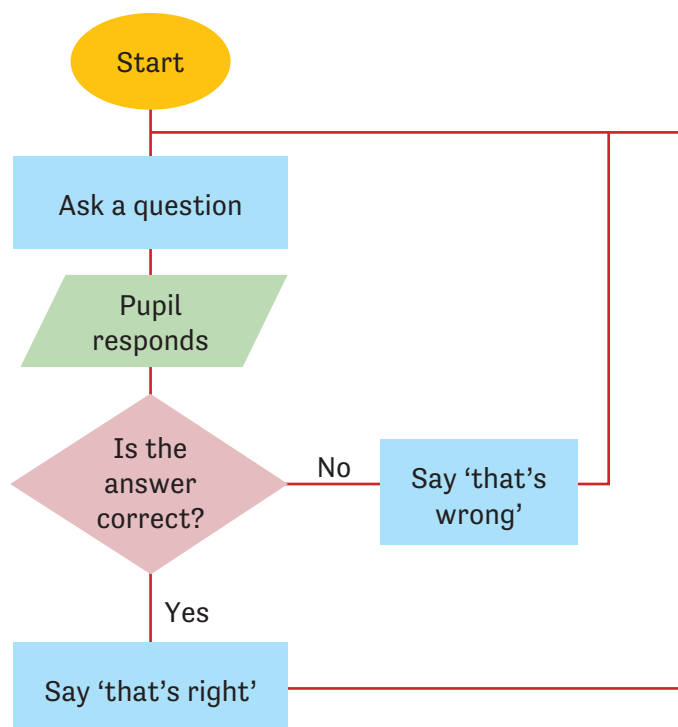 Start
Ask a question
Pupil
responds
Is the
answer
correct?
No
Say ‘that's
wrong’
Yes
Say ‘that's right’